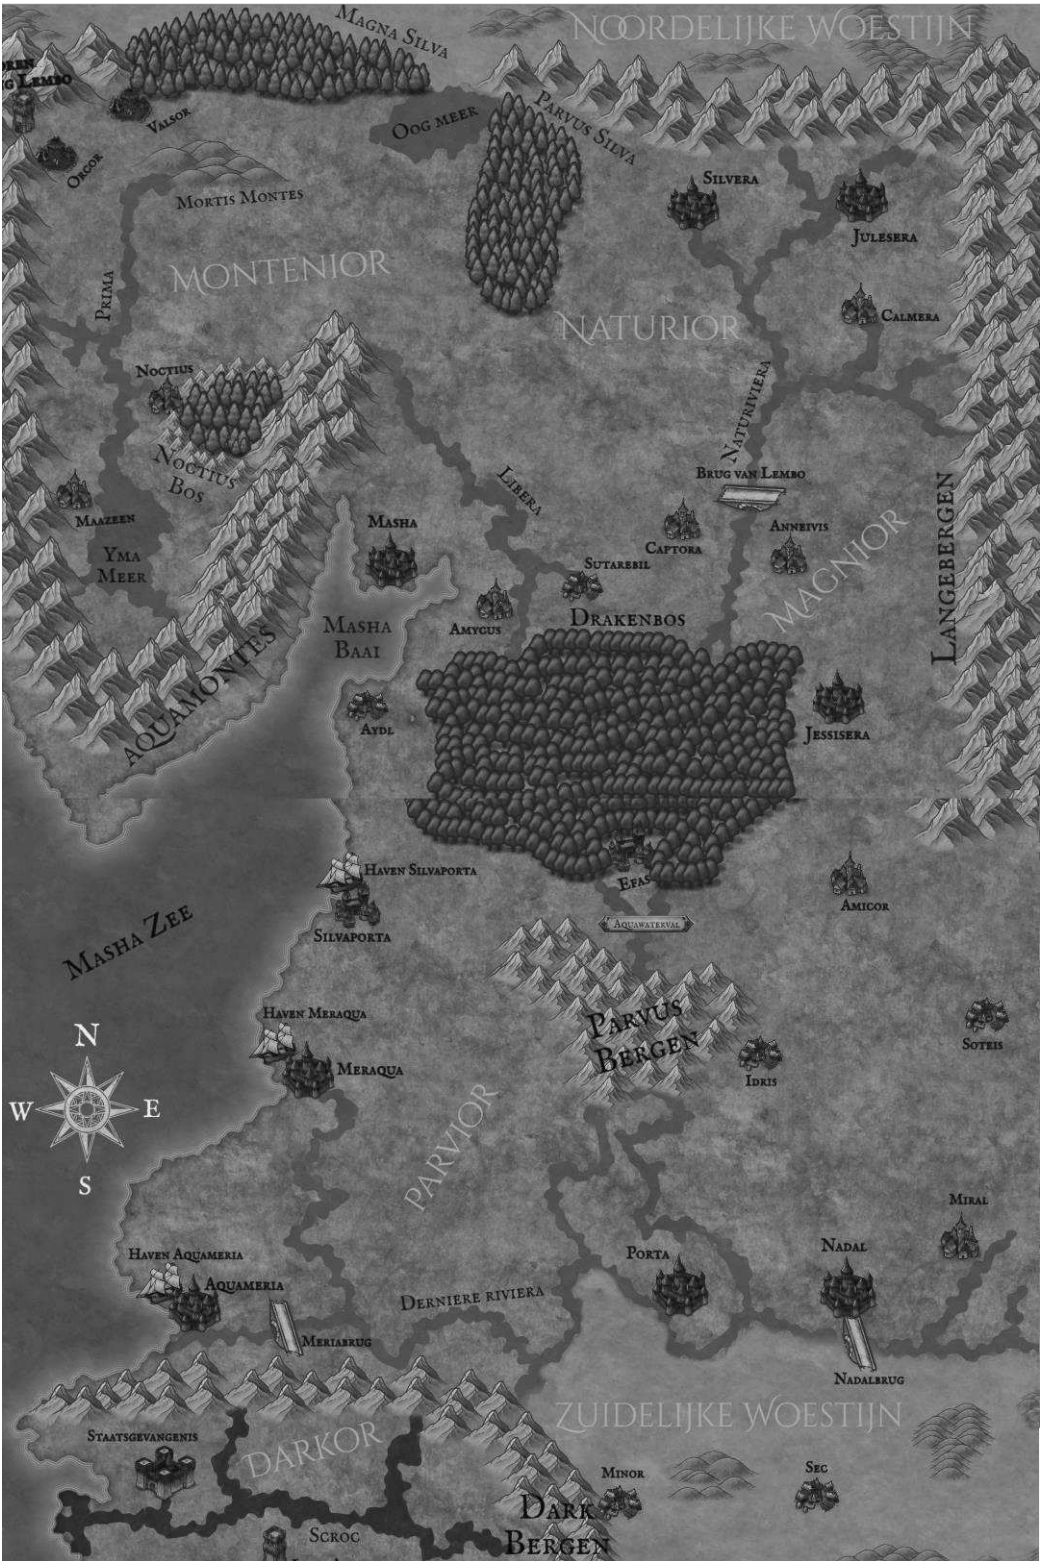 Magna Silva
Noordelijke Woestijn
Lembo
Valsor
Oog meer
Parvus Silva
Orgor
Silvera
Mortis Montes
Julesera
Montenior
Prima
Calmera
Naturior
Noctius
Naturiviera
Noctius
Bos
Libera
Brug van Lembo
Maazeen
Masha
Captora
Anneivis
Yma
Meer
Sutarebil
Magnior
Langebergen
Amygus
Drakenbos
Masha
Baai
Aquamontes
Aydl
Jessisera
Haven Silvaporta
Efas
Amicor
Silvaporta
Aquawaterval
Masha Zee
Haven Meraqua
Parvus
Bergen
Soteis
N
Meraqua
Idris
W
E
S
Parvior
Miral
Haven Aquameria
Porta
Nadal
Aquameria
Derniere riviera
Meriabrug
Nadalbrug
Zuidelijke Woestijn
Staatsgevangenis
Darkor
Minor
Sec
Dark
Bergen
Scroc